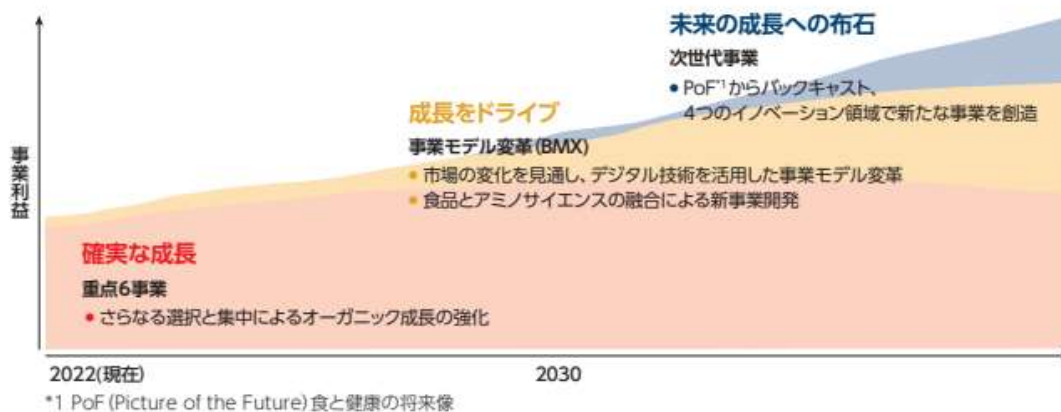 未来の成長への布石
次世代事業
• PoF*1からバックキャスト、
4つのイノベーション領域で新たな事業を創造
成長をドライブ
事業モデル変革(BMX)
• 市場の変化を見通し、デジタル技術を活用した事業モデル変革
• 食品とアミノサイエンスの融合による新事業開発
事業利益
確実な成長
重点6事業
• さらなる選択と集中によるオーガニック成長の強化
2022(現在)
2030
*1 PoF (Picture of the Future) 食と健康の将来像